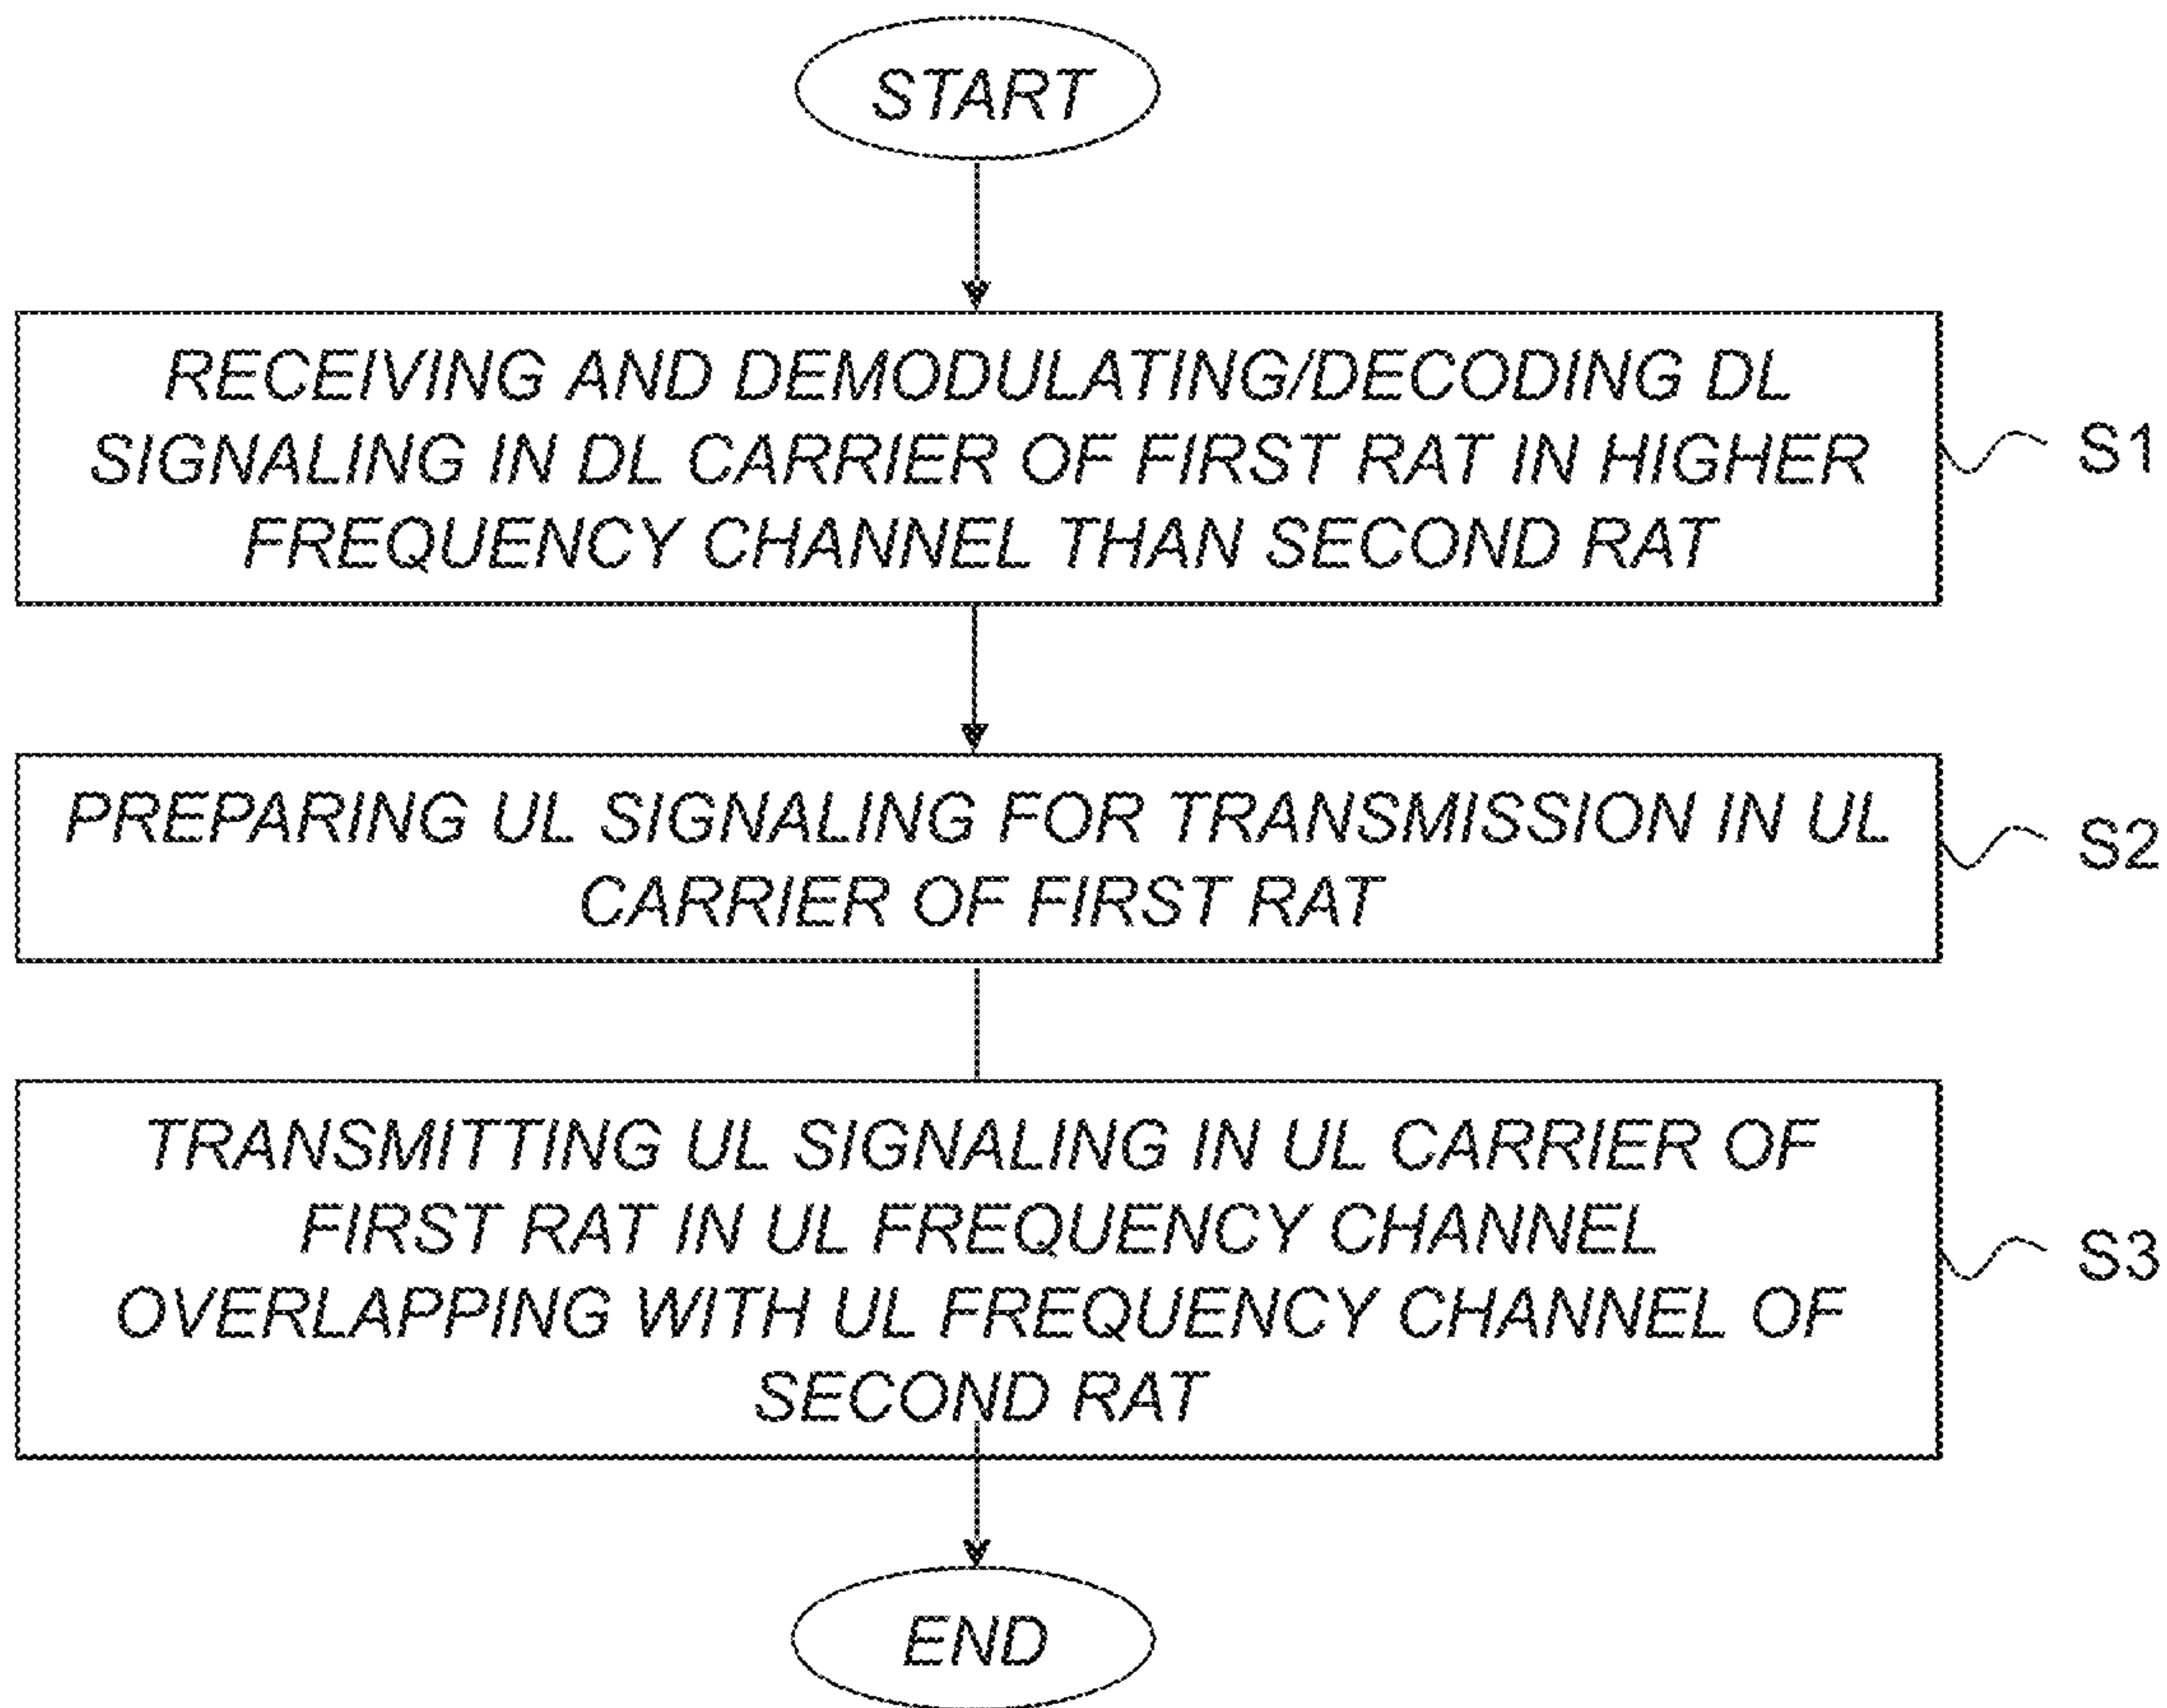 START
RECEIVING AND DEMODULATING/DECODING DL
SIGNALING IN DL CARRIER OF FIRST RAT IN HIGHER
FREQUENCY CHANNEL THAN SECOND RAT
S1
PREPARING UL SIGNALING FOR TRANSMISSION IN UL
CARRIER OF FIRST RAT
S2
TRANSMITTING UL SIGNALING IN UL CARRIER OF
FIRST RAT IN UL FREQUENCY CHANNEL
OVERLAPPING WITH UL FREQUENCY CHANNEL OF
SECOND RAT
S3
END